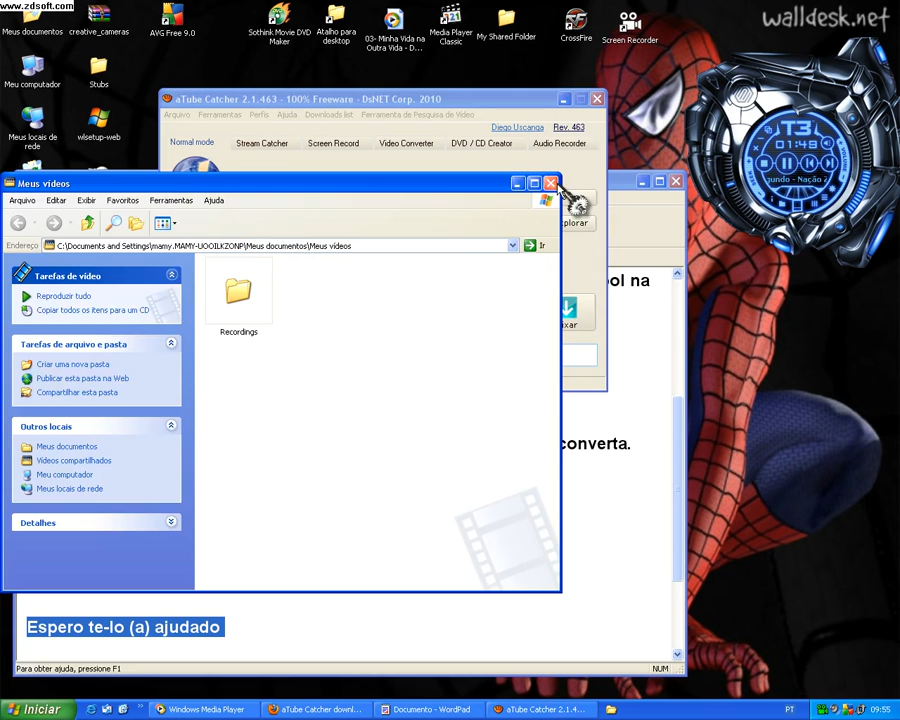 www.zdsoft.com
walldesk.net
Meus documentos
creative_cameras
AVG Free 9.0
Sothink Movie DVD Maker
Atalho para desktop
03- Minha Vida na Outra Vida - D...
Media Player Classic
My Shared Folder
CrossFire
Screen Recorder
Meu computador
Stubs
Meus locais de rede
wlsetup-web
T3
01:49
gundo - Nação 2
aTube Catcher 2.1.463 - 100% Freeware - DsNET Corp. 2010
Arquivo Ferramentas Perfis Ajuda Downloads list Ferramenta de Pesquisa de Vídeo
Diego Uscanga Rev. 463
Normal mode Stream Catcher Screen Record Video Converter DVD / CD Creator Audio Recorder
plorar
ixar
Meus vídeos
Arquivo Editar Exibir Favoritos Ferramentas Ajuda
Endereço C:\Documents and Settings\mamy.MAMY-UOOILKZONP\Meus documentos\Meus vídeos Ir
Tarefas de vídeo
Reproduzir tudo
Copiar todos os itens para um CD
Tarefas de arquivo e pasta
Criar uma nova pasta
Publicar esta pasta na Web
Compartilhar esta pasta
Outros locais
Meus documentos
Vídeos compartilhados
Meu computador
Meus locais de rede
Detalhes
Recordings
ol na
converta.
Espero te-lo (a) ajudado
Para obter ajuda, pressione F1 NUM
Iniciar Windows Media Player aTube Catcher downl... Documento - WordPad aTube Catcher 2.1.4... PT 09:55